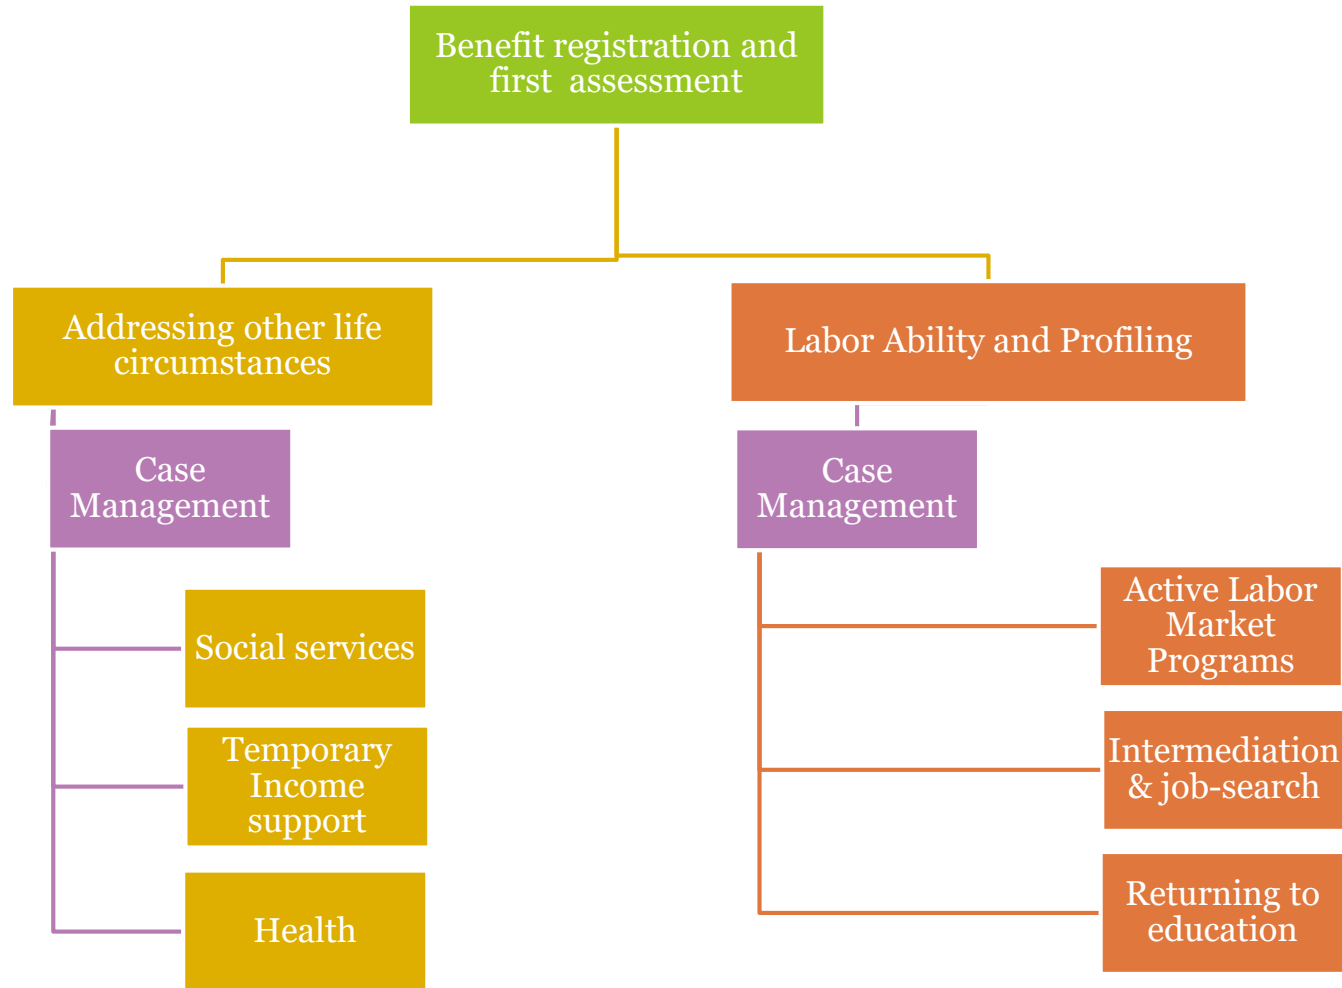 Benefit registration and
first assessment
Addressing other life
circumstances
Labor Ability and Profiling
Case
Management
Case
Management
Social services
Temporary
Income
support
Health
Active Labor
Market
Programs
Intermediation
& job-search
Returning to
education